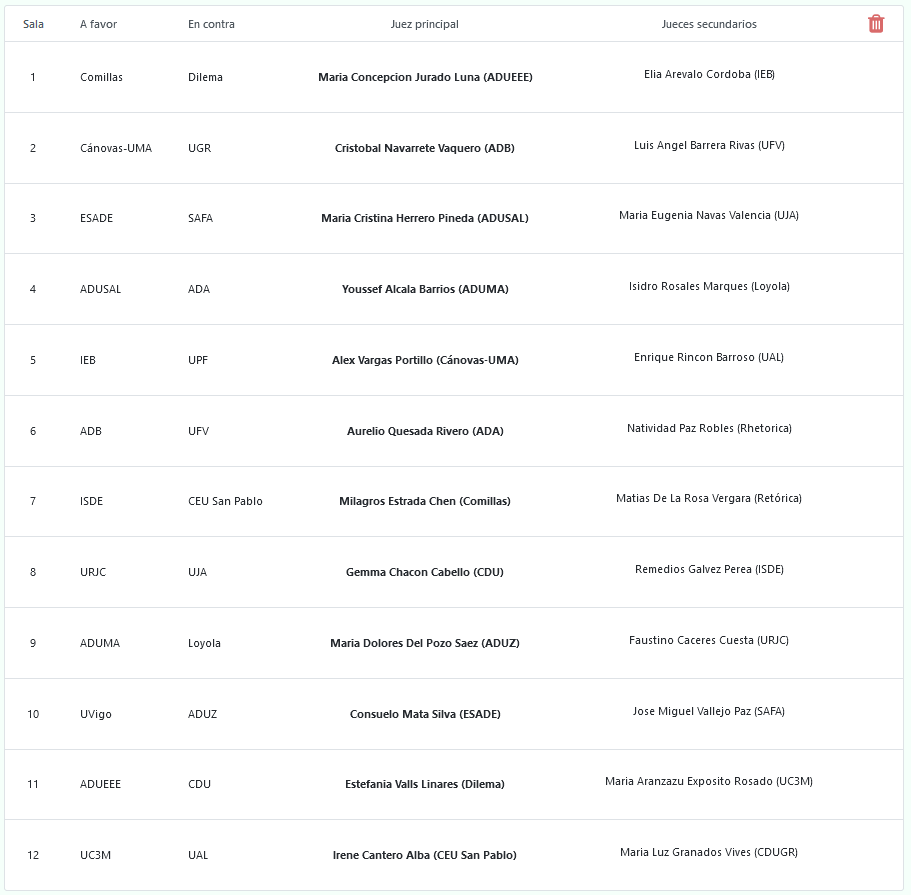 Sala A favor En contra Juez principal Jueces secundarios
1 Comillas Dilema Maria Concepcion Jurado Luna (ADUEEE) Elia Arevalo Cordoba (IEB)
2 Cánovas-UMA UGR Cristobal Navarrete Vaquero (ADB) Luis Angel Barrera Rivas (UFV)
3 ESADE SAFA Maria Cristina Herrero Pineda (ADUSAL) Maria Eugenia Navas Valencia (UJA)
4 ADUSAL ADA Youssef Alcala Barrios (ADUMA) Isidro Rosales Marques (Loyola)
5 IEB UPF Alex Vargas Portillo (Cánovas-UMA) Enrique Rincon Barroso (UAL)
6 ADB UFV Aurelio Quesada Rivero (ADA) Natividad Paz Robles (Rhetorica)
7 ISDE CEU San Pablo Milagros Estrada Chen (Comillas) Matias De La Rosa Vergara (Retórica)
8 URJC UJA Gemma Chacon Cabello (CDU) Remedios Galvez Perea (ISDE)
9 ADUMA Loyola Maria Dolores Del Pozo Saez (ADUZ) Faustino Caceres Cuesta (URJC)
10 UVigo ADUZ Consuelo Mata Silva (ESADE) Jose Miguel Vallejo Paz (SAFA)
11 ADUEEE CDU Estefania Valls Linares (Dilema) Maria Aranzazu Exposito Rosado (UC3M)
12 UC3M UAL Irene Cantero Alba (CEU San Pablo) Maria Luz Granados Vives (CDUGR)